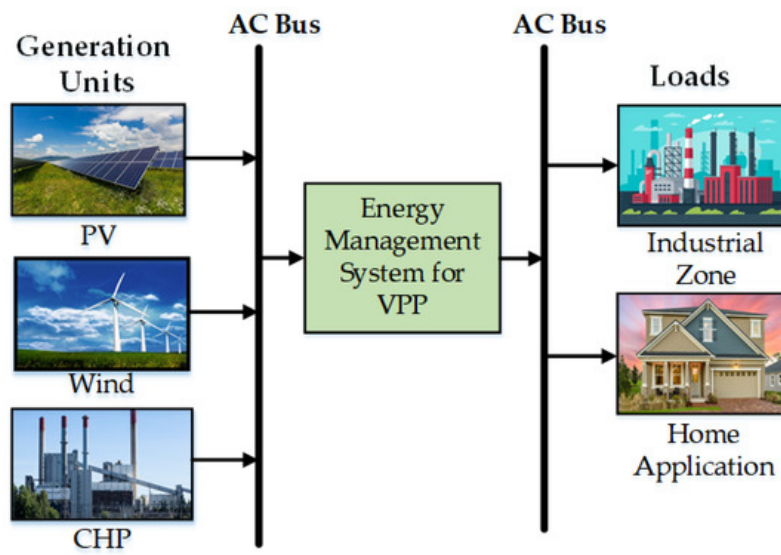 Generation
Units
AC Bus
AC Bus
Loads
PV
Wind
CHP
Energy
Management
System for
VPP
Industrial
Zone
Home
Application